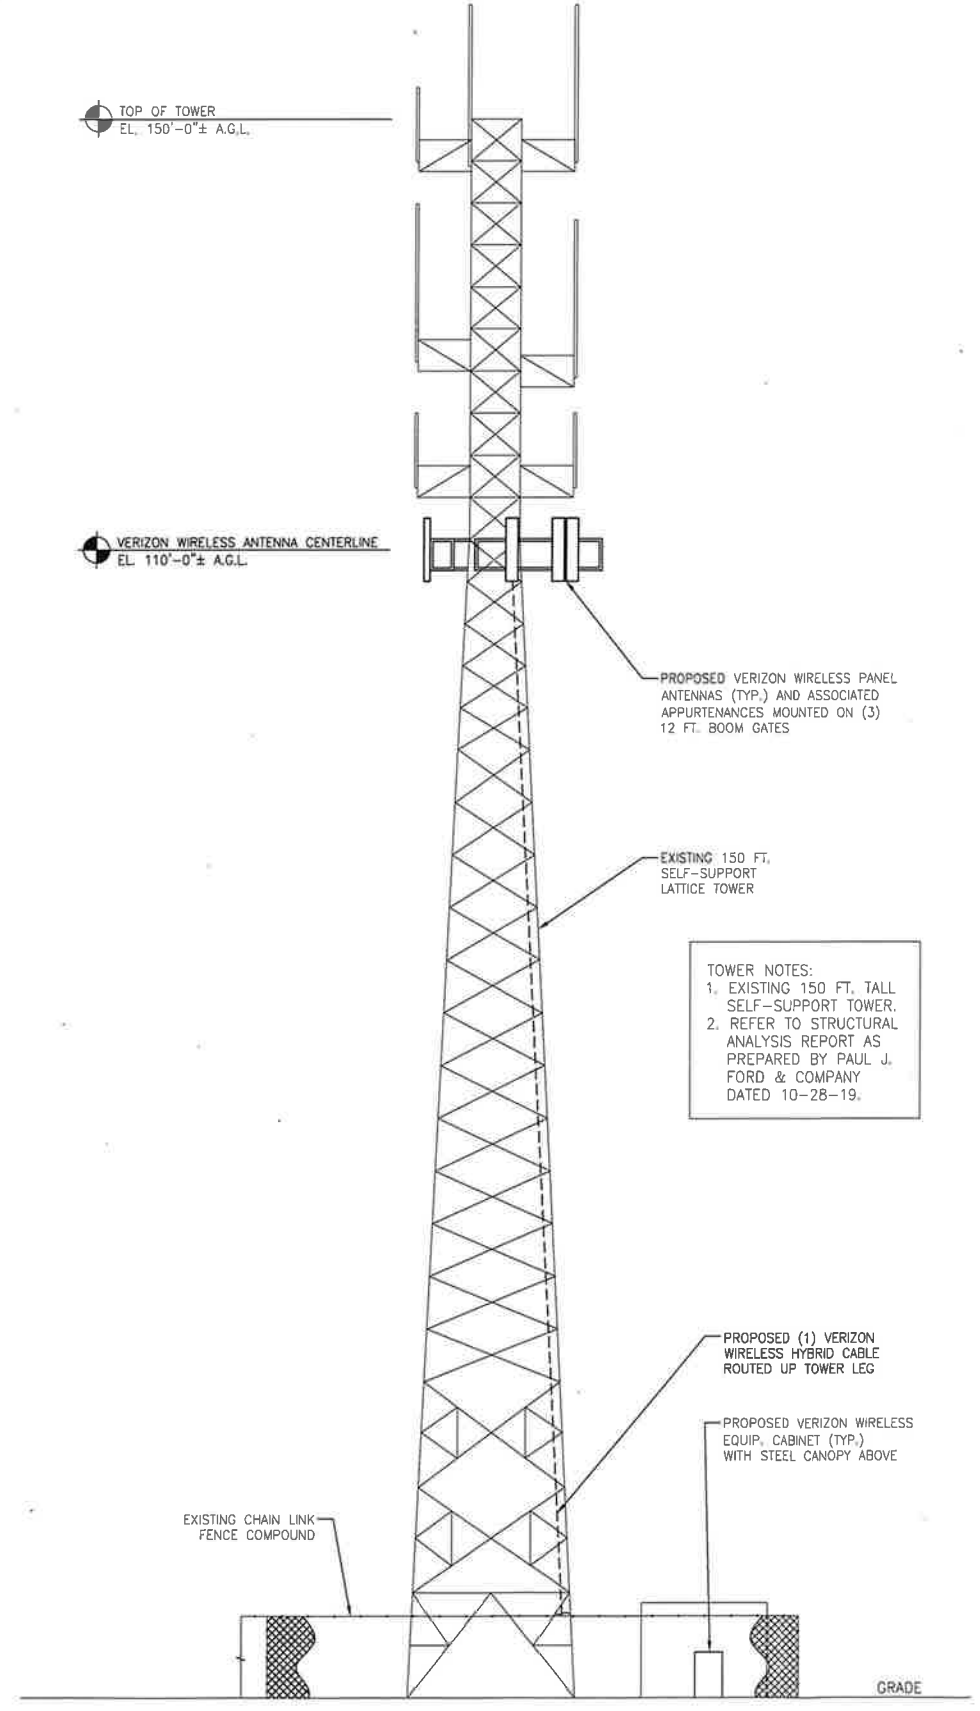 TOP OF TOWER
EL. 150'-0"± A.G.L.
VERIZON WIRELESS ANTENNA CENTERLINE
EL. 110'-0"± A.G.L.
PROPOSED VERIZON WIRELESS PANEL
ANTENNAS (TYP.) AND ASSOCIATED
APPURTENANCES MOUNTED ON (3)
12 FT. BOOM GATES
EXISTING 150 FT.
SELF-SUPPORT
LATTICE TOWER
TOWER NOTES:
1. EXISTING 150 FT. TALL
SELF-SUPPORT TOWER.
2. REFER TO STRUCTURAL
ANALYSIS REPORT AS
PREPARED BY PAUL J.
FORD & COMPANY
DATED 10-28-19.
PROPOSED (1) VERIZON
WIRELESS HYBRID CABLE
ROUTED UP TOWER LEG
PROPOSED VERIZON WIRELESS
EQUIP. CABINET (TYP.)
WITH STEEL CANOPY ABOVE
EXISTING CHAIN LINK
FENCE COMPOUND
GRADE